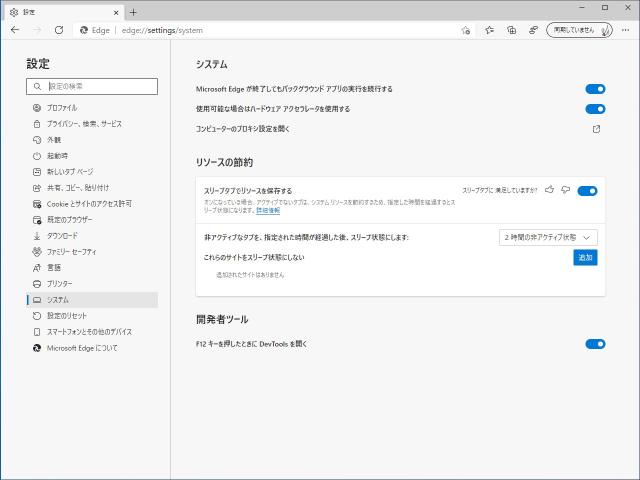 設定
Edge | edge://settings/system
同期していません
設定
設定の検索
プロファイル
プライバシー、検索、サービス
外観
起動時
新しいタブ ページ
共有、コピー、貼り付け
Cookie とサイトのアクセス許可
既定のブラウザー
ダウンロード
ファミリー セーフティ
言語
プリンター
システム
設定のリセット
スマートフォンとその他のデバイス
Microsoft Edge について
システム
Microsoft Edge が終了してもバックグラウンド アプリの実行を続行する
使用可能な場合はハードウェア アクセラレータを使用する
コンピューターのプロキシ設定を開く
リソースの節約
スリープタブでリソースを保存する
スリープタブに満足していますか?
オンになっている場合、アクティブでないタブは、システム リソースを節約するため、指定した時間を経過するとス
リープ状態になります。詳細情報
非アクティブなタブを、指定された時間が経過した後、スリープ状態にします:
2 時間の非アクティブ状態
これらのサイトをスリープ状態にしない
追加
追加されたサイトはありません
開発者ツール
F12 キーを押したときに DevTools を開く